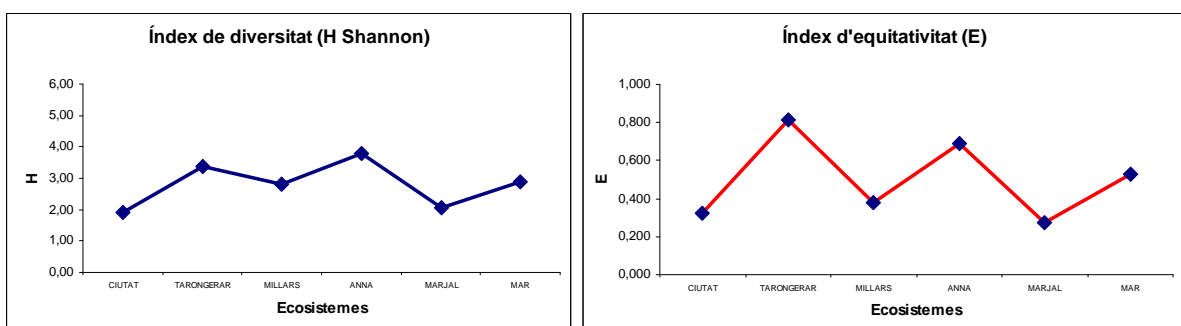 Índex de diversitat (H Shannon)
6,00
5,00
4,00
3,00
2,00
1,00
0,00
H
CIUTAT TARONGERAR MILLARS ANNA MARJAL MAR
Ecosistemes
Índex d'equitativitat (E)
1,000
0,800
0,600
0,400
0,200
0,000
E
CIUTAT TARONGERAR MILLARS ANNA MARJAL MAR
Ecosistemes